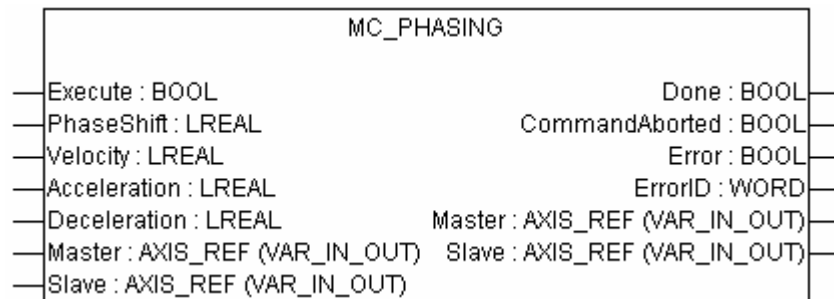 MC_PHASING
Execute : BOOL Done : BOOL
PhaseShift : LREAL CommandAborted : BOOL
Velocity : LREAL Error : BOOL
Acceleration : LREAL ErrorID : WORD
Deceleration : LREAL Master : AXIS_REF (VAR_IN_OUT)
Master : AXIS_REF (VAR_IN_OUT) Slave : AXIS_REF (VAR_IN_OUT)
Slave : AXIS_REF (VAR_IN_OUT)